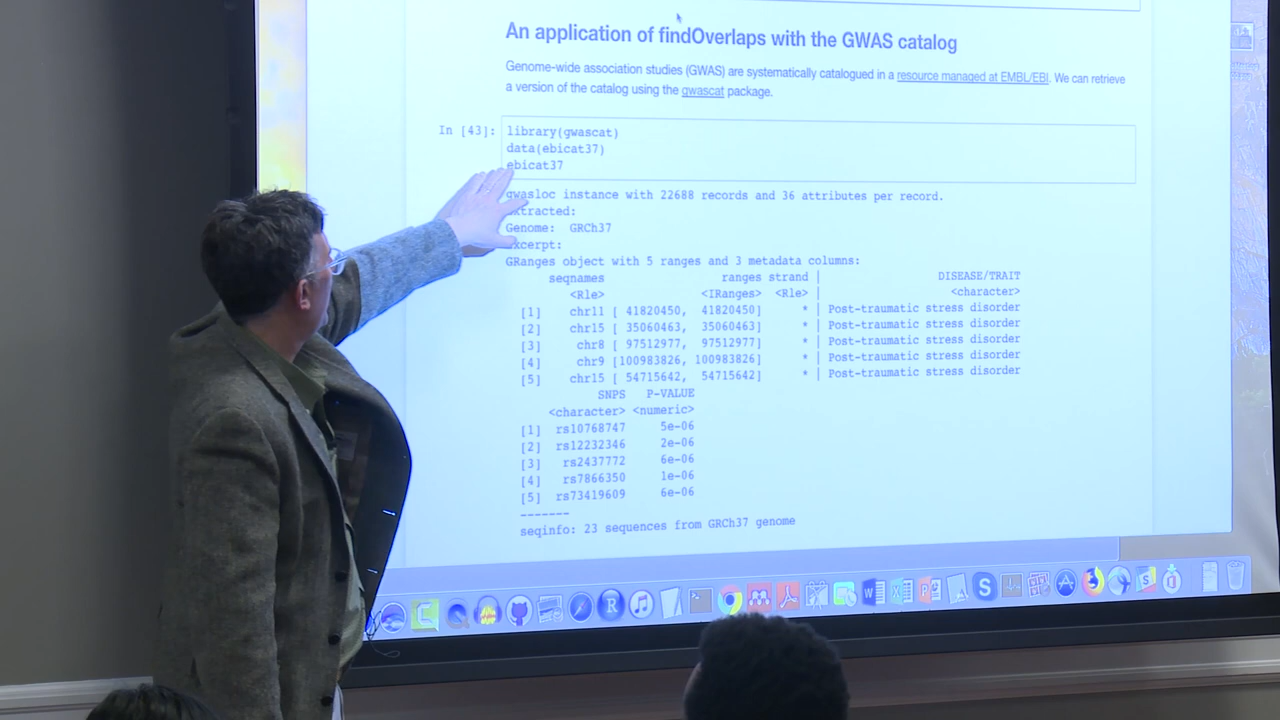 An application of findOverlaps with the GWAS catalog
Genome-wide association studies (GWAS) are systematically catalogued in a resource managed at EMBL/EBI. We can retrieve
a version of the catalog using the gwascat package.
In [43]: library(gwascat)
data(ebicat37)
ebicat37
gwasloc instance with 22688 records and 36 attributes per record.
Extracted:
Genome: GRCh37
Excerpt:
GRanges object with 5 ranges and 3 metadata columns:
seqnames ranges strand | DISEASE/TRAIT
<Rle> <IRanges> <Rle> | <character>
[1] chr11 [ 41820450, 41820450] * | Post-traumatic stress disorder
[2] chr15 [ 35060463, 35060463] * | Post-traumatic stress disorder
[3] chr8 [ 97512977, 97512977] * | Post-traumatic stress disorder
[4] chr9 [100983826, 100983826] * | Post-traumatic stress disorder
[5] chr15 [ 54715642, 54715642] * | Post-traumatic stress disorder
SNPS P-VALUE
<character> <numeric>
[1] rs10768747 5e-06
[2] rs12232346 2e-06
[3] rs2437772 6e-06
[4] rs7866350 1e-06
[5] rs73419609 6e-06
-------
seqinfo: 23 sequences from GRCh37 genome